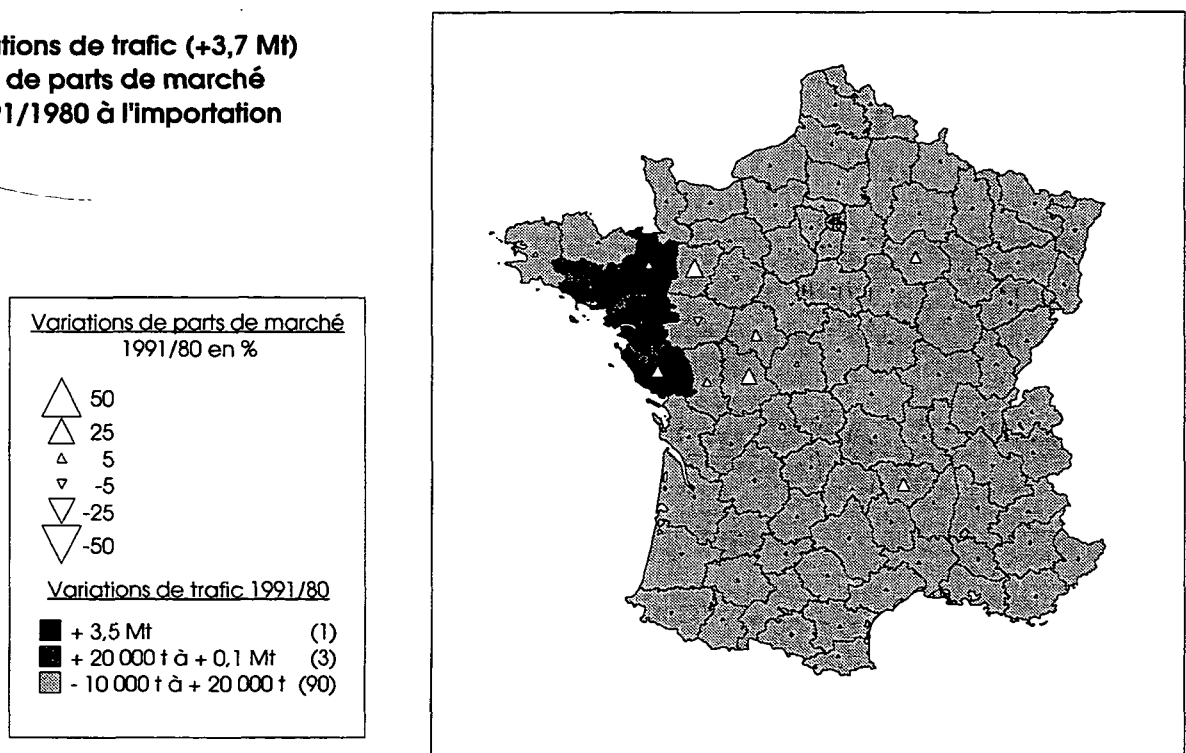 tions de trafic (+3,7 Mt)
de parts de marché
1/1980 à l'importation
Variations de parts de marché
1991/80 en %
50
25
5
-5
-25
-50
Variations de trafic 1991/80
+ 3,5 Mt (1)
+ 20 000 t à + 0,1 Mt (3)
- 10 000 t à + 20 000 t (90)